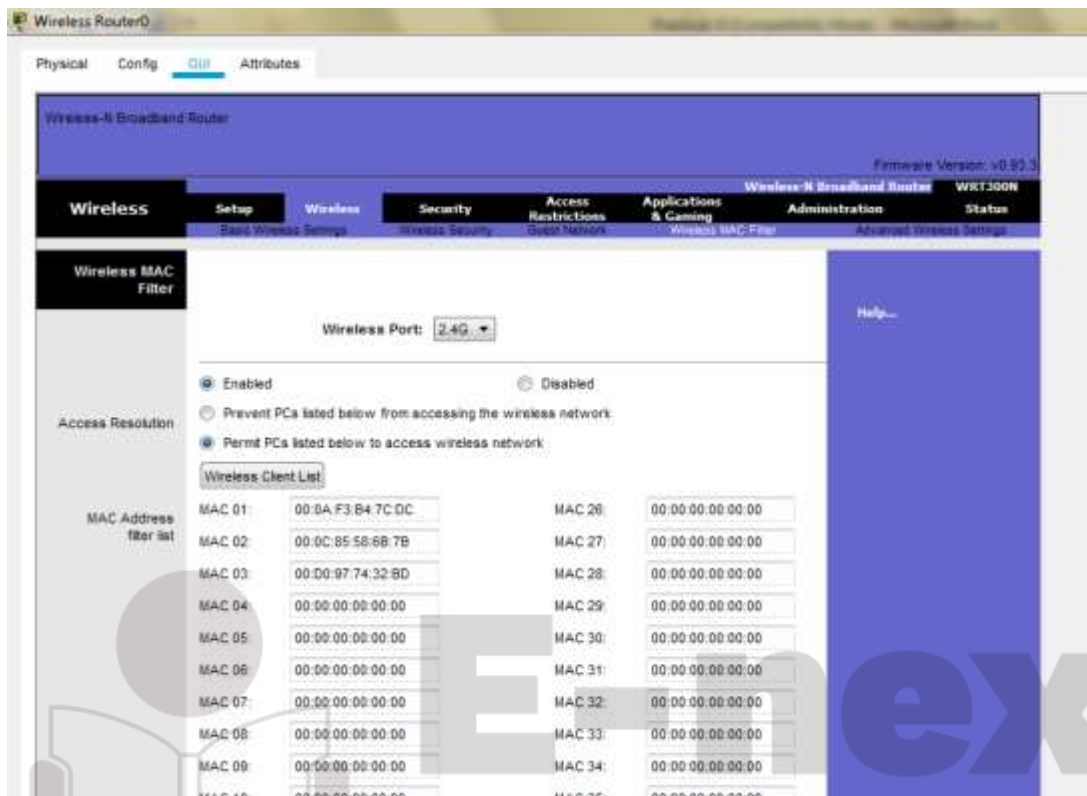 Wireless Router0
Physical Config GUI Attributes
Wireless-N Broadband Router
Firmware Version: v0.93.3
Wireless-N Broadband Router WRT300N
Wireless Setup Wireless Security Access Restrictions Applications & Gaming Administration Status
Basic Wireless Settings Wireless Security Guest Network Wireless MAC Filter Advanced Wireless Settings
Wireless MAC Filter
Help...
Wireless Port: 2.4G
Enabled Disabled
Prevent PCs listed below from accessing the wireless network
Access Resolution
Permit PCs listed below to access wireless network
Wireless Client List
MAC Address filter list
MAC 01: 00:0A:F3:B4:7C:DC MAC 26: 00:00:00:00:00:00
MAC 02: 00:0C:85:58:6B:7B MAC 27: 00:00:00:00:00:00
MAC 03: 00:D0:97:74:32:BD MAC 28: 00:00:00:00:00:00
MAC 04: 00:00:00:00:00:00 MAC 29: 00:00:00:00:00:00
MAC 05: 00:00:00:00:00:00 MAC 30: 00:00:00:00:00:00
MAC 06: 00:00:00:00:00:00 MAC 31: 00:00:00:00:00:00
MAC 07: 00:00:00:00:00:00 MAC 32: 00:00:00:00:00:00
MAC 08: 00:00:00:00:00:00 MAC 33: 00:00:00:00:00:00
MAC 09: 00:00:00:00:00:00 MAC 34: 00:00:00:00:00:00
E-nex